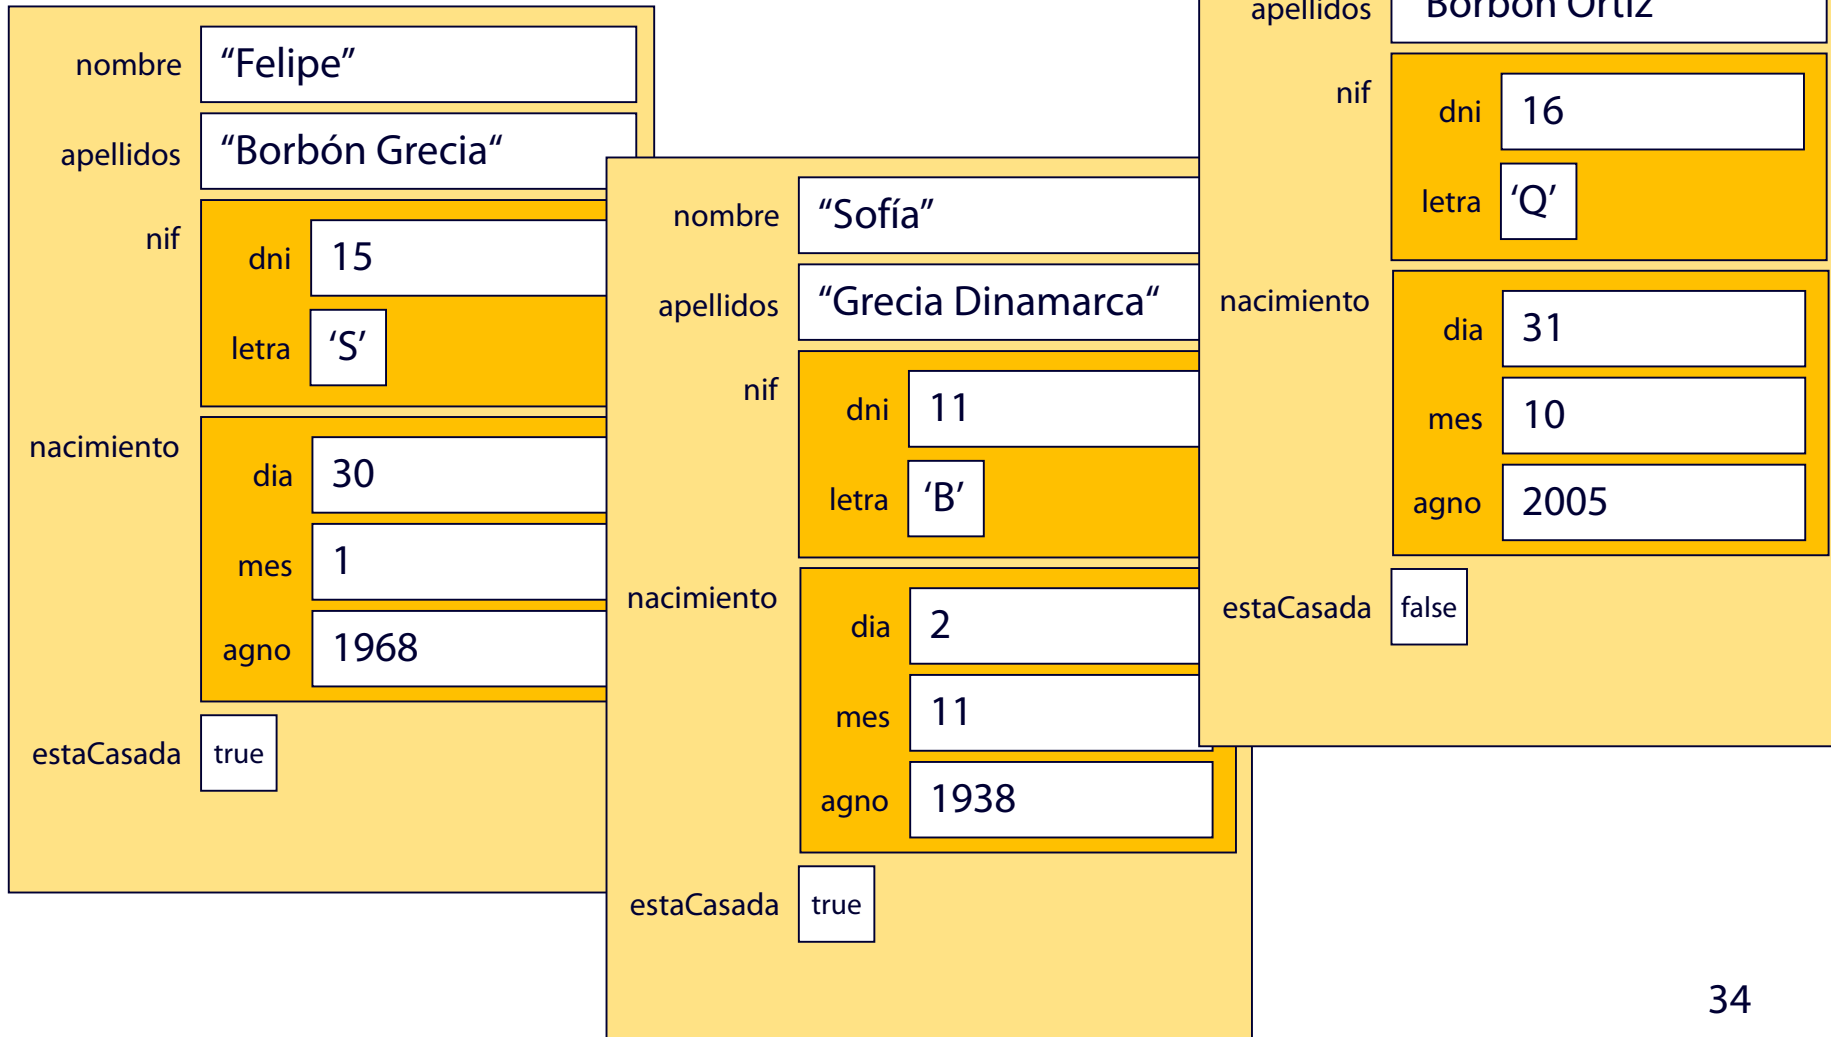 nombre “Felipe”
apellidos “Borbón Grecia“
nif
dni 15
letra ‘S’
nacimiento
dia 30
mes 1
agno 1968
estaCasada true
nombre “Sofía”
apellidos “Grecia Dinamarca“
nif
dni 11
letra ‘B’
nacimiento
dia 2
mes 11
agno 1938
estaCasada true
apellidos Borbón Ortiz
nif
dni 16
letra ‘Q’
nacimiento
dia 31
mes 10
agno 2005
estaCasada false
34